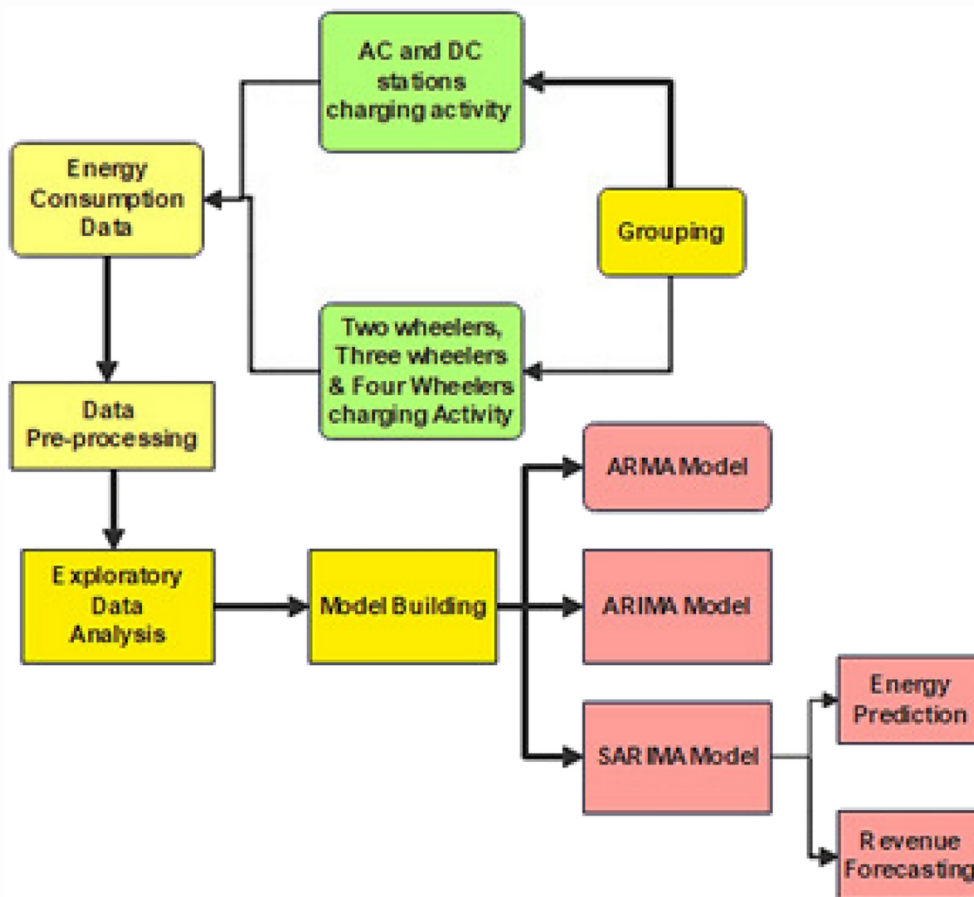 AC and DC
stations
charging activity
Energy
Consumption
Data
Grouping
Two wheelers,
Three wheelers
& Four Wheelers
charging Activity
Data
Pre-processing
ARMA Model
Exploratory
Data
Analysis
Model Building
ARIMA Model
SARIMA Model
Energy
Prediction
Revenue
Forecasting